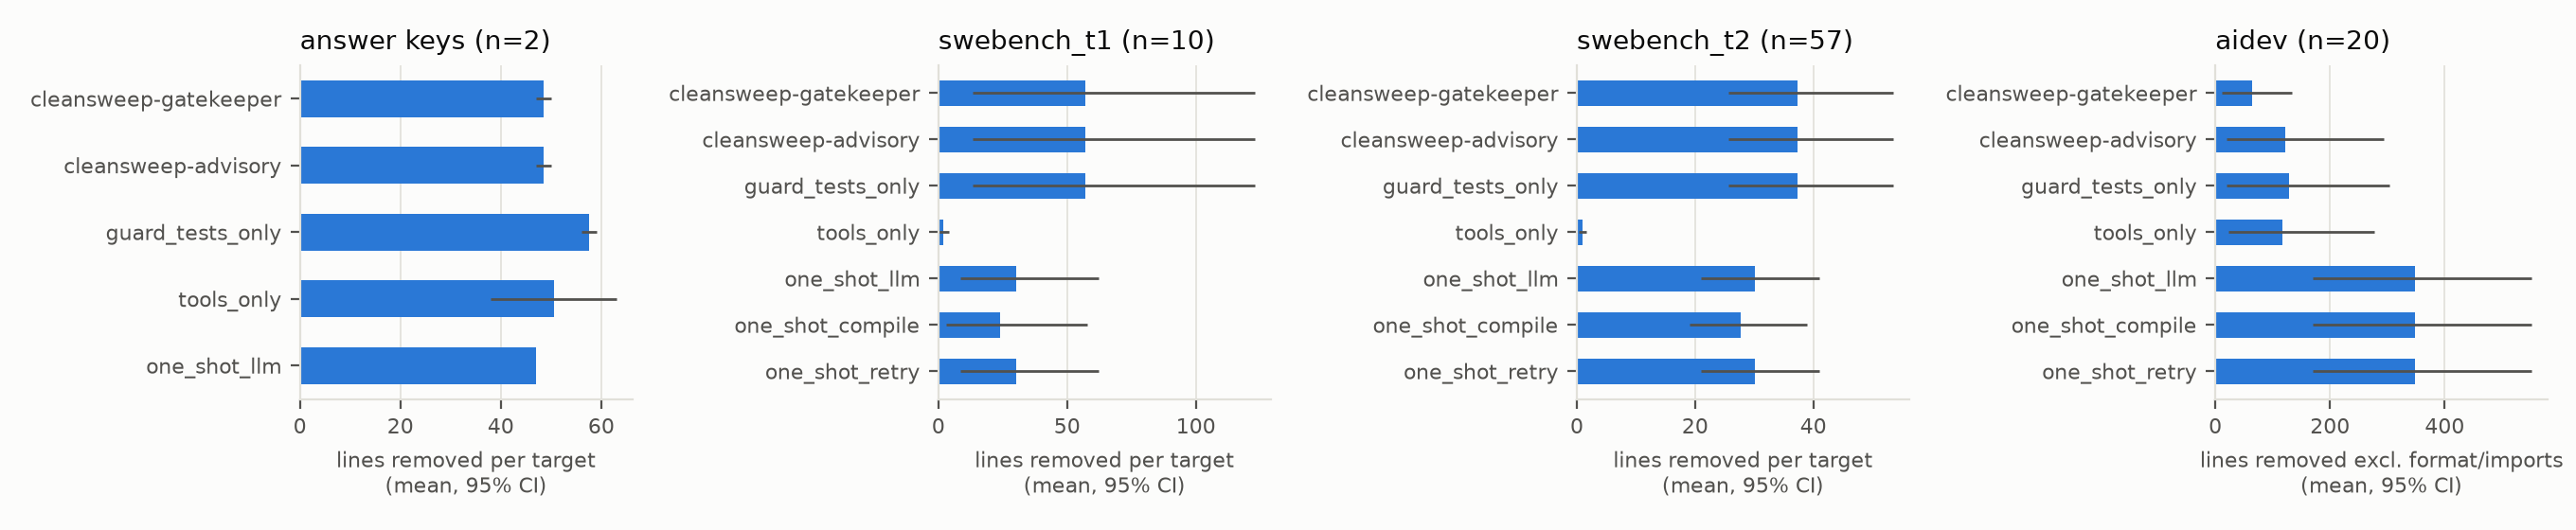 answer keys (n=2)
cleansweep-gatekeeper
cleansweep-advisory
guard_tests_only
tools_only
one_shot_llm
0 20 40 60
lines removed per target
(mean, 95% CI)
swebench_t1 (n=10)
cleansweep-gatekeeper
cleansweep-advisory
guard_tests_only
tools_only
one_shot_llm
one_shot_compile
one_shot_retry
0 50 100
lines removed per target
(mean, 95% CI)
swebench_t2 (n=57)
cleansweep-gatekeeper
cleansweep-advisory
guard_tests_only
tools_only
one_shot_llm
one_shot_compile
one_shot_retry
0 20 40
lines removed per target
(mean, 95% CI)
aidev (n=20)
cleansweep-gatekeeper
cleansweep-advisory
guard_tests_only
tools_only
one_shot_llm
one_shot_compile
one_shot_retry
0 200 400
lines removed excl. format/imports
(mean, 95% CI)